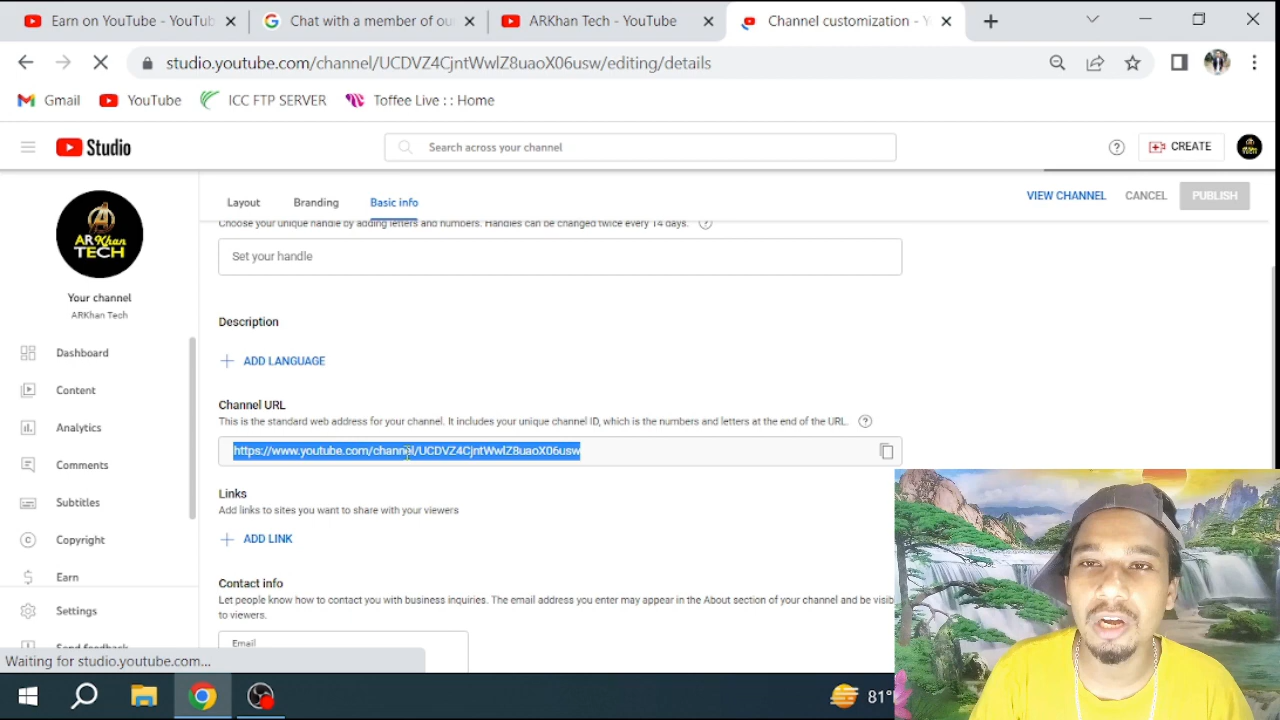 Earn on YouTube - YouTub
Chat with a member of ou
ARKhan Tech - YouTube
Channel customization - Y
studio.youtube.com/channel/UCDVZ4CjntWwlZ8uaoX06usw/editing/details
Gmail
YouTube
ICC FTP SERVER
Toffee Live :: Home
Studio
Search across your channel
CREATE
Layout
Branding
Basic info
VIEW CHANNEL
CANCEL
PUBLISH
Choose your unique handle by adding letters and numbers. Handles can be changed twice every 14 days.
Set your handle
AR Khan
TECH
Your channel
ARKhan Tech
Description
ADD LANGUAGE
Dashboard
Content
Analytics
Comments
Subtitles
Copyright
Earn
Settings
Send feedback
Channel URL
This is the standard web address for your channel. It includes your unique channel ID, which is the numbers and letters at the end of the URL.
https://www.youtube.com/channel/UCDVZ4CjntWwlZ8uaoX06usw
Links
Add links to sites you want to share with your viewers
ADD LINK
Contact info
Let people know how to contact you with business inquiries. The email address you enter may appear in the About section of your channel and be visib
to viewers.
Email
Waiting for studio.youtube.com...
81°